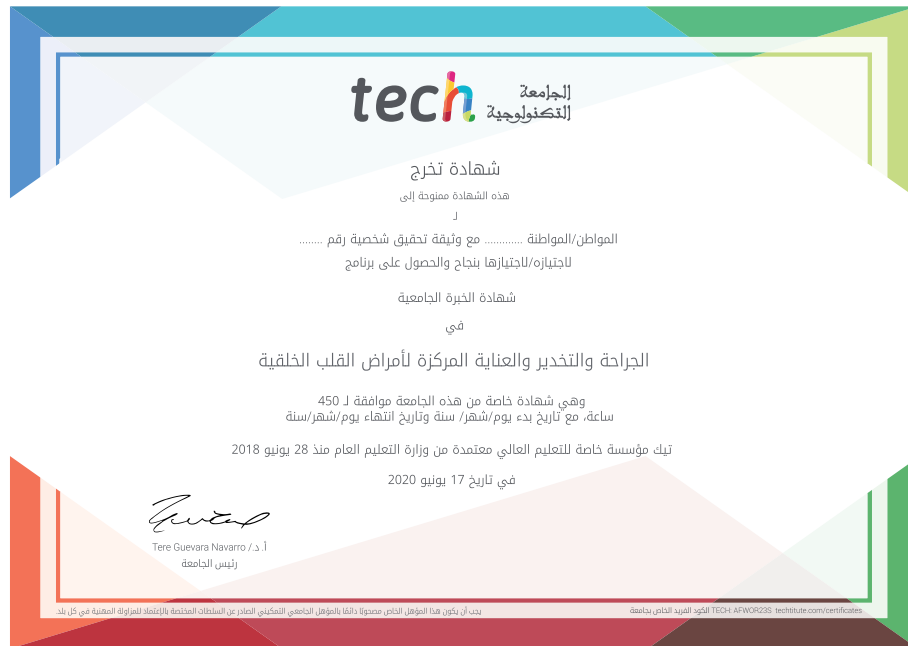 tech الجامعة
التكنولوجية
شهادة تخرج
هذه الشهادة ممنوحة إلى
لـ
المواطن/المواطنة ............. مع وثيقة تحقيق شخصية رقم ........
لاجتيازه/لاجتيازها بنجاح والحصول على برنامج
شهادة الخبرة الجامعية
في
الجراحة والتخدير والعناية المركزة لأمراض القلب الخلقية
وهي شهادة خاصة من هذه الجامعة موافقة لـ 450
ساعة، مع تاريخ بدء يوم/شهر/ سنة وتاريخ انتهاء يوم/شهر/سنة
تيك مؤسسة خاصة للتعليم العالي معتمدة من وزارة التعليم العام منذ 28 يونيو 2018
في تاريخ 17 يونيو 2020
أ.د./ Tere Guevara Navarro
رئيس الجامعة
يجب أن يكون هذا المؤهل الخاص مصحوبًا دائمًا بالمؤهل الجامعي التمكيني الصادر عن السلطات المختصة بالإعتماد للمزاولة المهنية في كل بلد.
الكود الفريد الخاص بجامعة TECH: AFWOR23S techtitute.com/certificates